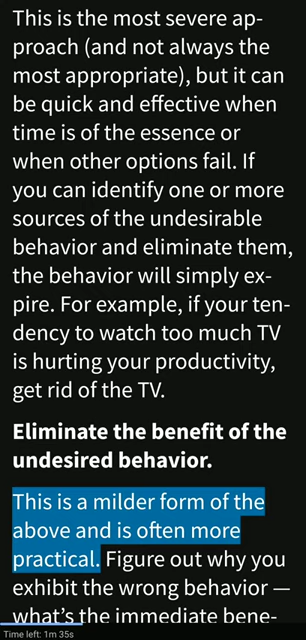 This is the most severe ap-
proach (and not always the
most appropriate), but it can
be quick and effective when
time is of the essence or
when other options fail. If
you can identify one or more
sources of the undesirable
behavior and eliminate them,
the behavior will simply ex-
pire. For example, if your ten-
dency to watch too much TV
is hurting your productivity,
get rid of the TV.
Eliminate the benefit of the
undesired behavior.
This is a milder form of the
above and is often more
practical. Figure out why you
exhibit the wrong behavior —
what's the immediate bene-
Time left: 1m 35s